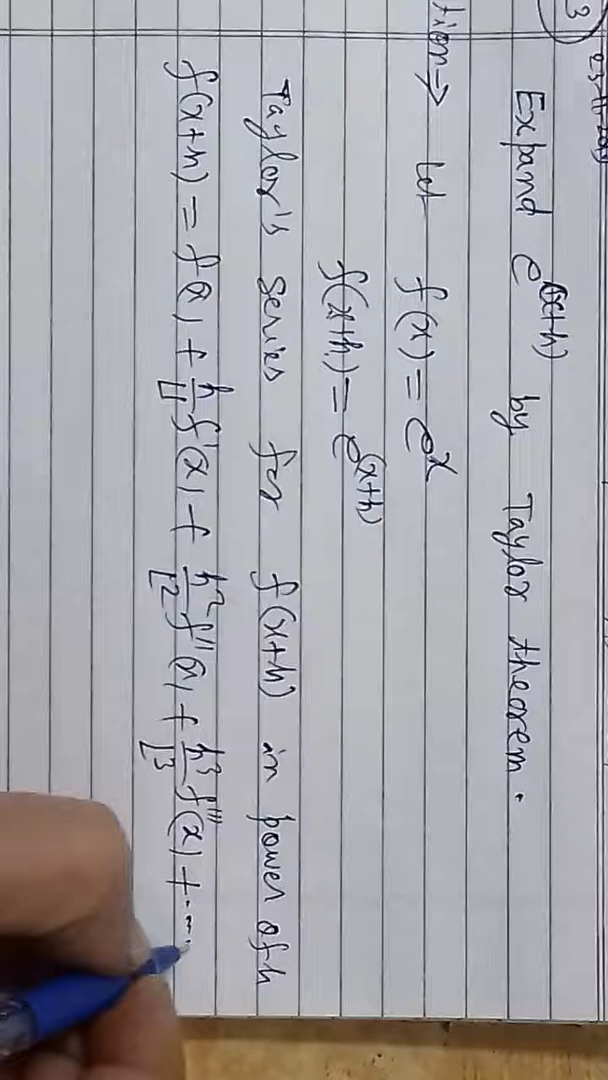 3
Expand e^(x+h) by Taylor theorem.
tion⇒ let f(x) = e^x
f(x+h) = e^(x+h)
Taylor's series for f(x+h) in power of h
f(x+h) = f(x) + h/⌊1 f'(x) + h²/⌊2 f''(x) + h³/⌊3 f'''(x) + ....